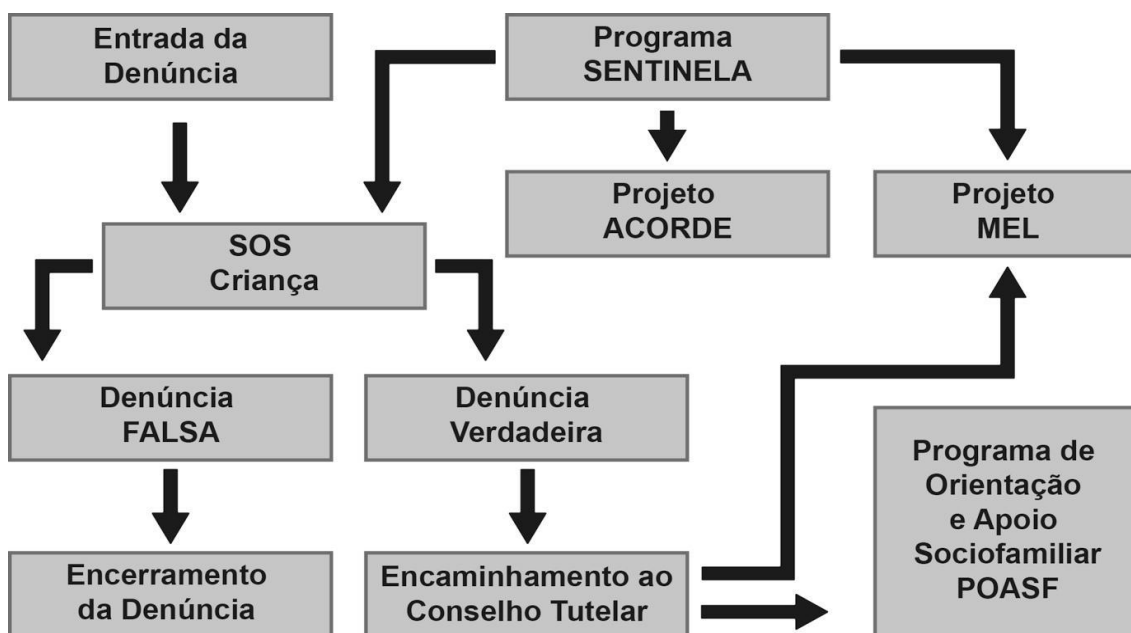 Entrada da
Denúncia
Programa
SENTINELA
Projeto
ACORDE
Projeto
MEL
SOS
Criança
Denúncia
FALSA
Denúncia
Verdadeira
Programa de
Orientação
e Apoio
Sociofamiliar
POASF
Encerramento
da Denúncia
Encaminhamento ao
Conselho Tutelar